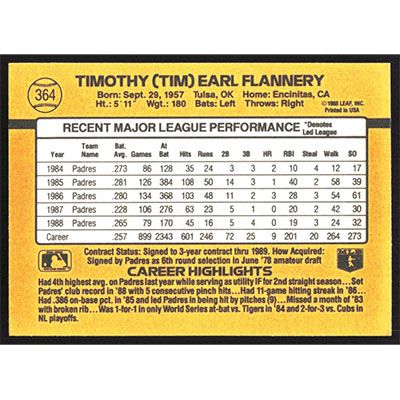 364
TIMOTHY (TIM) EARL FLANNERY
Born: Sept. 29, 1957 Tulsa, OK Home: Encinitas, CA
Ht.: 5' 11" Wgt.: 180 Bats: Left Throws: Right
©1988 LEAF, INC.
Printed in USA
RECENT MAJOR LEAGUE PERFORMANCE *Denotes Led League
Year Team Name Bat. Avg. Games At Bat Hits Runs 2B 3B HR RBI Steal Walk SO
1984 Padres .273 86 128 35 24 3 3 2 10 4 12 17
1985 Padres .281 126 384 108 50 14 3 1 40 2 58 39
1986 Padres .280 134 368 103 48 11 2 3 28 3 54 61
1987 Padres .228 106 276 63 23 5 1 0 20 2 42 30
1988 Padres .265 79 170 45 16 5 4 0 19 3 24 32
Career .257 899 2343 601 246 72 25 9 201 20 264 273
Contract Status: Signed to 3-year contract thru 1989. How Acquired:
Signed by Padres as 6th round selection in June '78 amateur draft
CAREER HIGHLIGHTS
Had 4th highest avg. on Padres last year while serving as utility IF for 2nd straight season... Set
Padres' club record in '88 with 5 consecutive pinch hits... Had 11-game hitting streak in '86...
Had .386 on-base pct. in '85 and led Padres in being hit by pitches (9)... Missed a month of '83
with broken rib... Was 1-for-1 in only World Series at-bat vs. Tigers in '84 and 2-for-3 vs. Cubs in
NL playoffs.